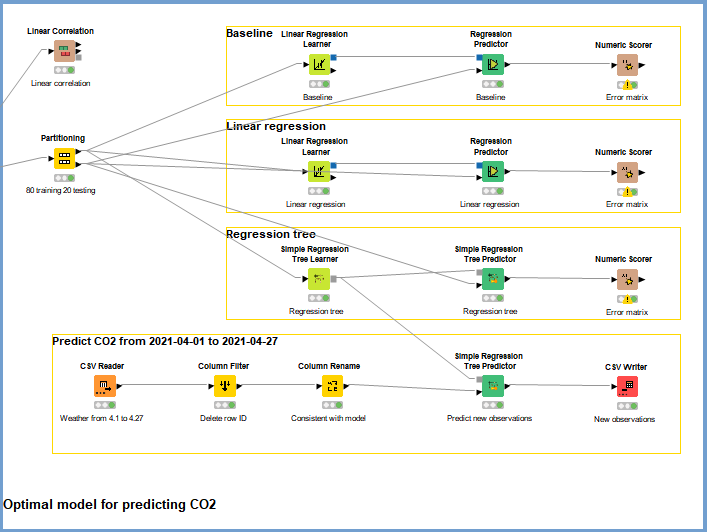 Linear Correlation
Linear correlation
Partitioning
80 training 20 testing
Baseline
Linear Regression
Learner
Baseline
Regression
Predictor
Baseline
Numeric Scorer
Error matrix
Linear regression
Linear Regression
Learner
Linear regression
Regression
Predictor
Linear regression
Numeric Scorer
Error matrix
Regression tree
Simple Regression
Tree Learner
Regression tree
Simple Regression
Tree Predictor
Regression tree
Numeric Scorer
Error matrix
Predict CO2 from 2021-04-01 to 2021-04-27
CSV Reader
Weather from 4.1 to 4.27
Column Filter
Delete row ID
Column Rename
Consistent with model
Simple Regression
Tree Predictor
Predict new observations
CSV Writer
New observations
Optimal model for predicting CO2